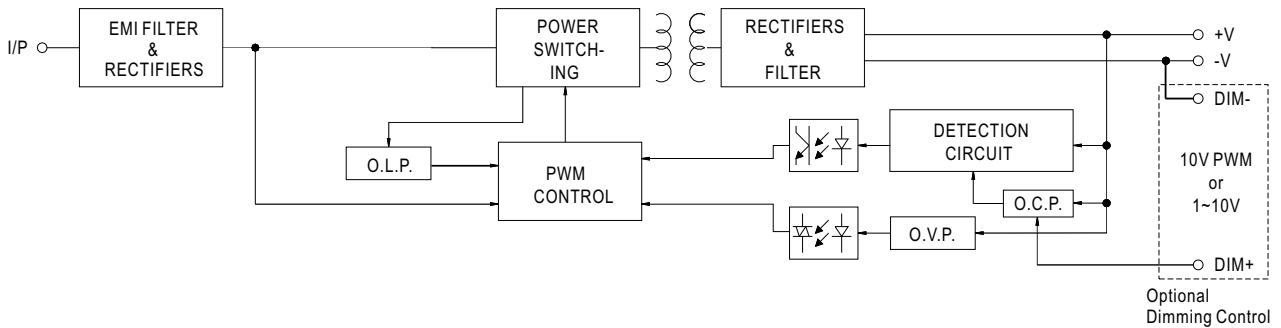 I/P
EMI FILTER
&
RECTIFIERS
POWER
SWITCH-
ING
RECTIFIERS
&
FILTER
+V
-V
DIM-
O.L.P.
PWM
CONTROL
DETECTION
CIRCUIT
O.C.P.
O.V.P.
10V PWM
or
1~10V
DIM+
Optional
Dimming Control